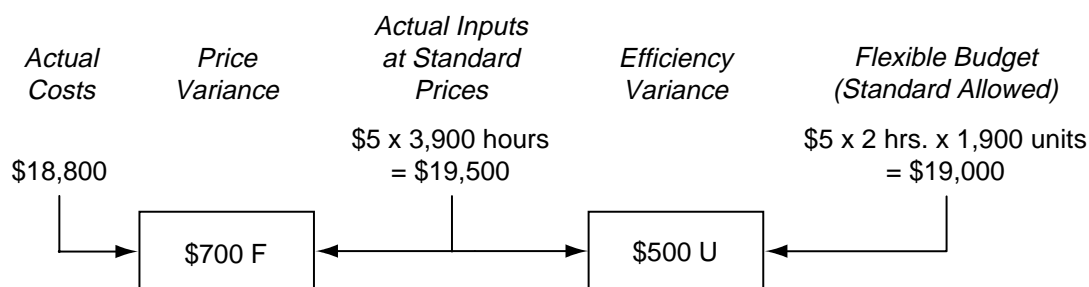 Actual
Costs
Price
Variance
Actual Inputs
at Standard
Prices
Efficiency
Variance
Flexible Budget
(Standard Allowed)
$18,800
$5 x 3,900 hours
= $19,500
$5 x 2 hrs. x 1,900 units
= $19,000
$700 F
$500 U